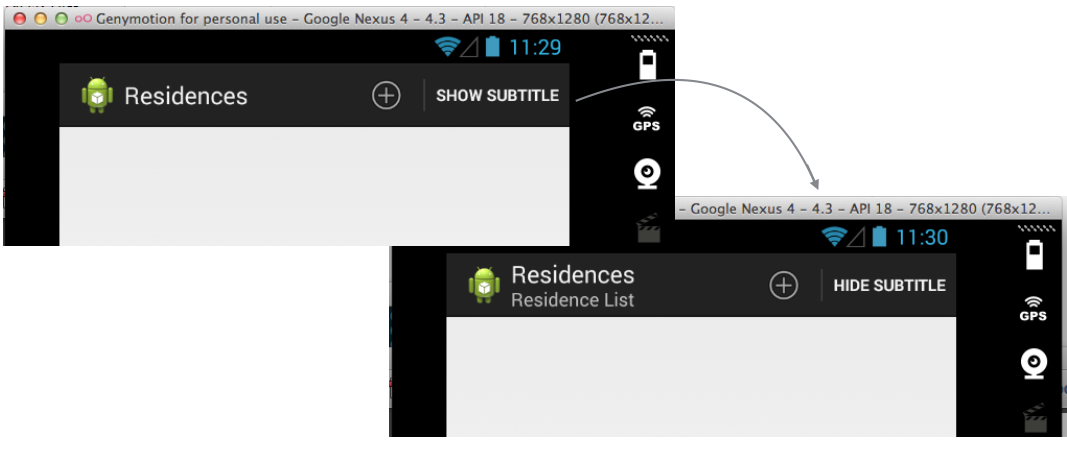 Genymotion for personal use – Google Nexus 4 – 4.3 – API 18 – 768x1280 (768x12...
11:29
Residences
SHOW SUBTITLE
GPS
– Google Nexus 4 – 4.3 – API 18 – 768x1280 (768x12...
11:30
Residences
Residence List
HIDE SUBTITLE
GPS